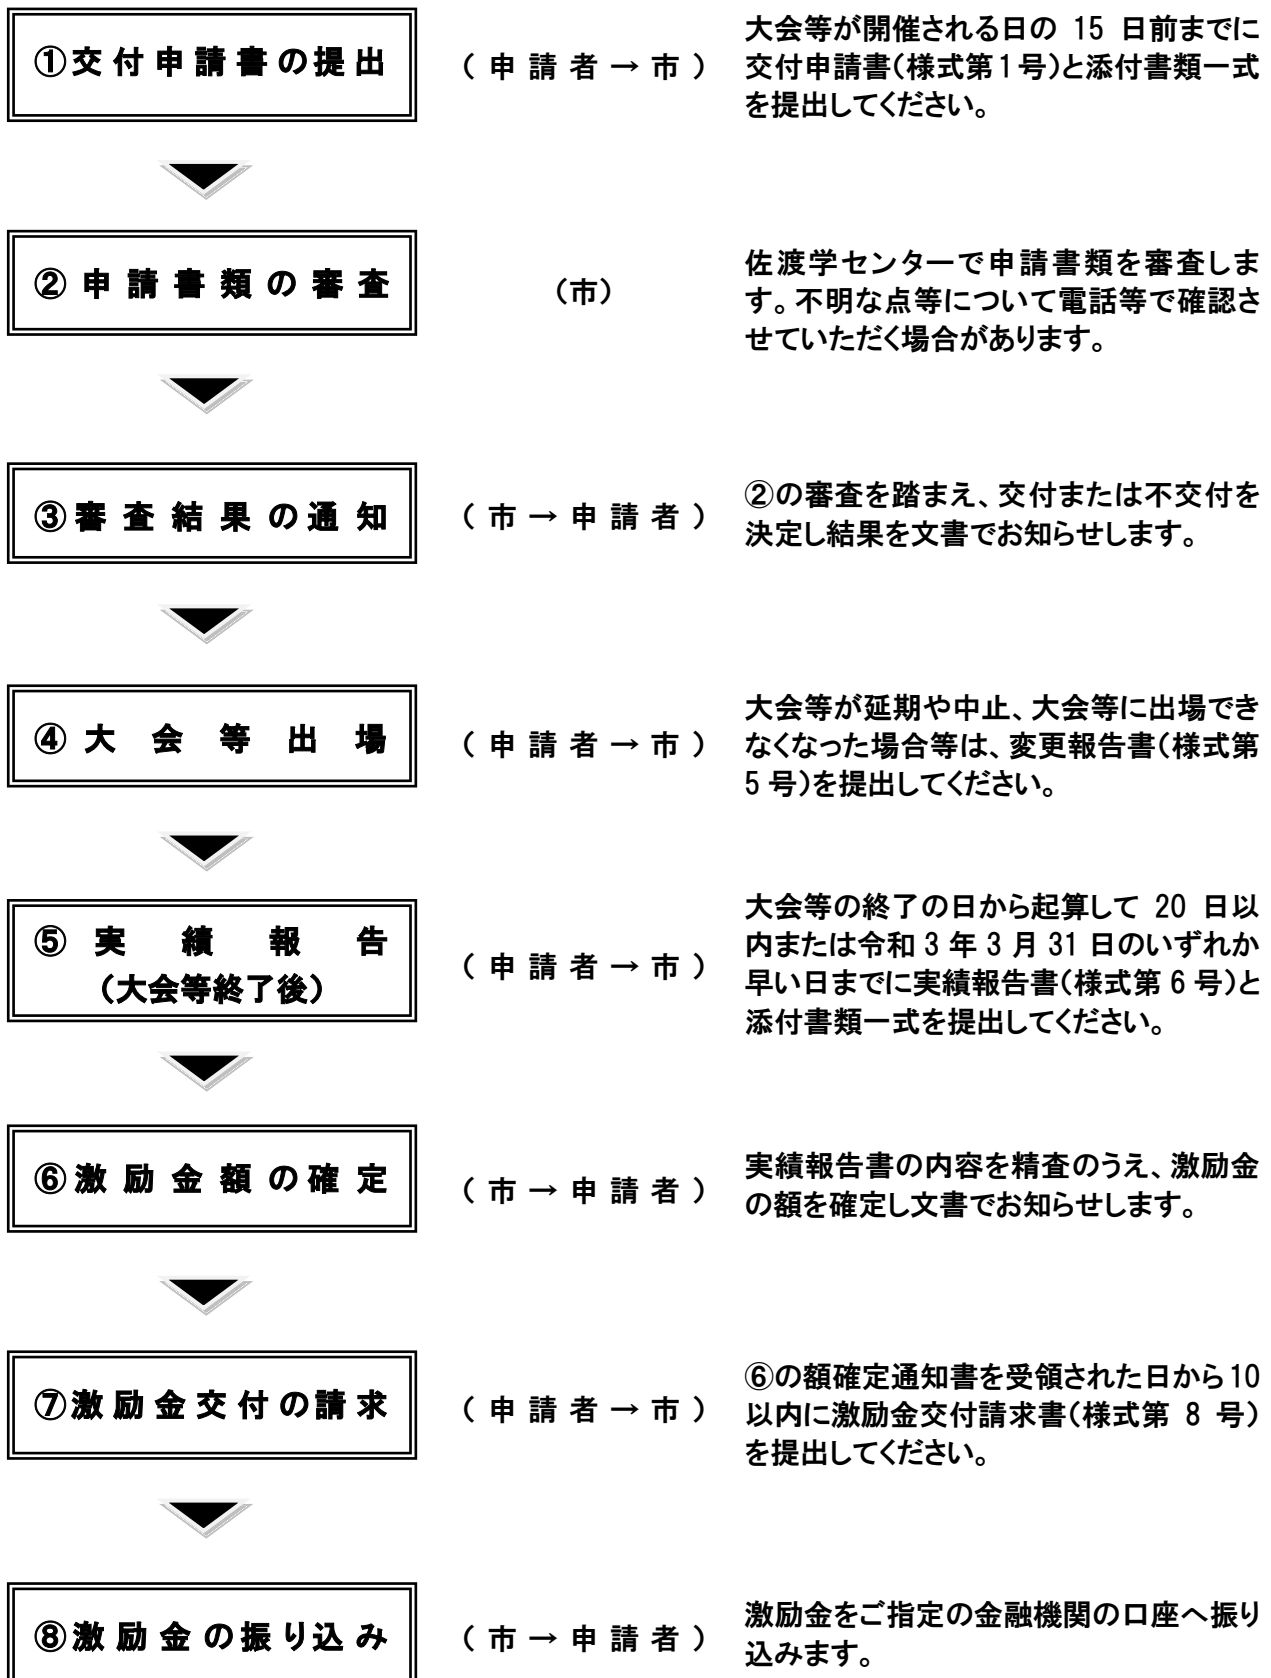 ①交付申請書の提出
（申請者→市）
大会等が開催される日の 15 日前までに
交付申請書（様式第1号）と添付書類一式
を提出してください。
②申請書類の審査
（市）
佐渡学センターで申請書類を審査しま
す。不明な点等について電話等で確認さ
せていただく場合があります。
③審査結果の通知
（市→申請者）
②の審査を踏まえ、交付または不交付を
決定し結果を文書でお知らせします。
④大会等出場
（申請者→市）
大会等が延期や中止、大会等に出場でき
なくなった場合等は、変更報告書（様式第
5 号）を提出してください。
⑤実績報告
（大会等終了後）
（申請者→市）
大会等の終了の日から起算して 20 日以
内または令和 3 年 3 月 31 日のいずれか
早い日までに実績報告書（様式第 6 号）と
添付書類一式を提出してください。
⑥激励金額の確定
（市→申請者）
実績報告書の内容を精査のうえ、激励金
の額を確定し文書でお知らせします。
⑦激励金交付の請求
（申請者→市）
⑥の額確定通知書を受領された日から10
以内に激励金交付請求書（様式第 8 号）
を提出してください。
⑧激励金の振り込み
（市→申請者）
激励金をご指定の金融機関の口座へ振り
込みます。